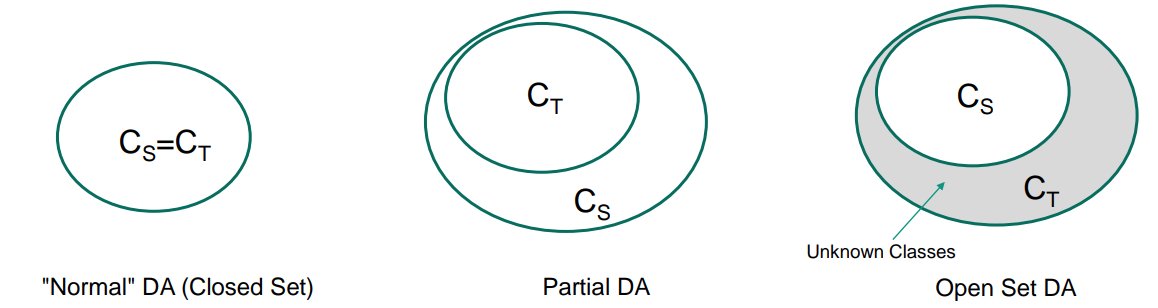 C_S=C_T
"Normal" DA (Closed Set)
C_T
C_S
Partial DA
C_S
C_T
Unknown Classes
Open Set DA